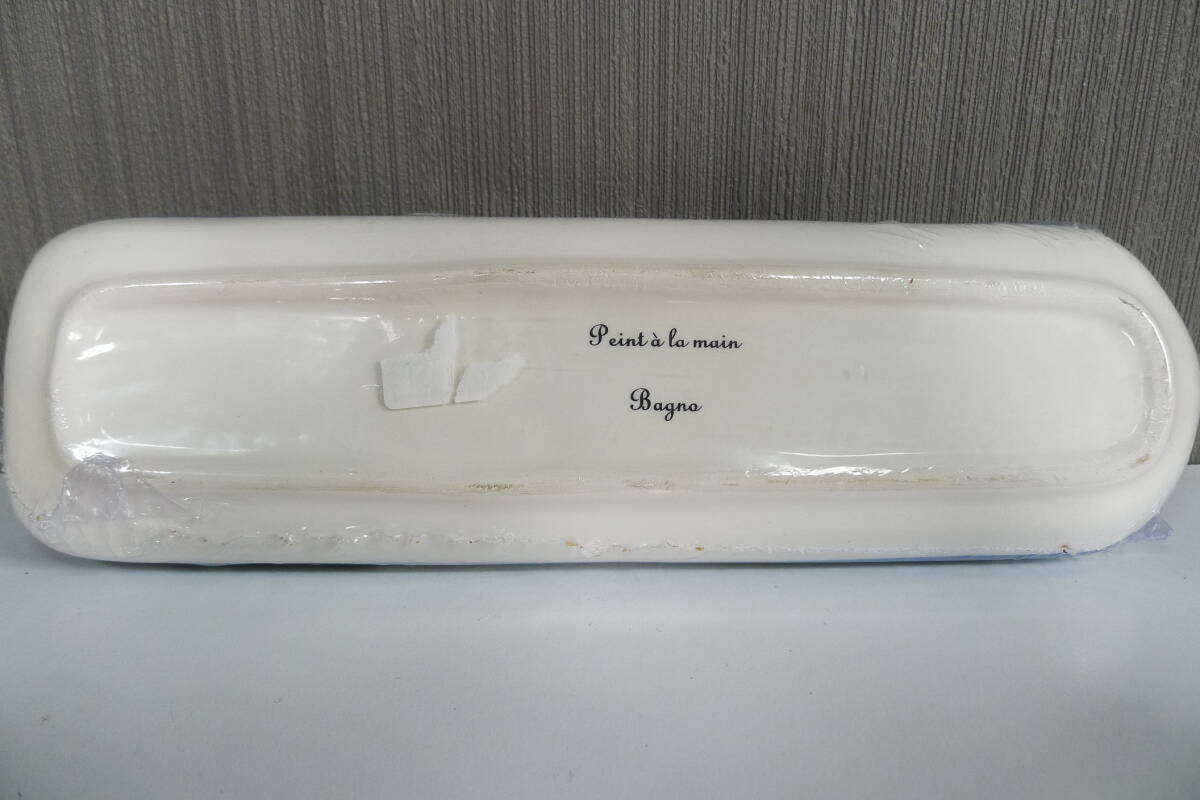 Peint à la main
Bagno